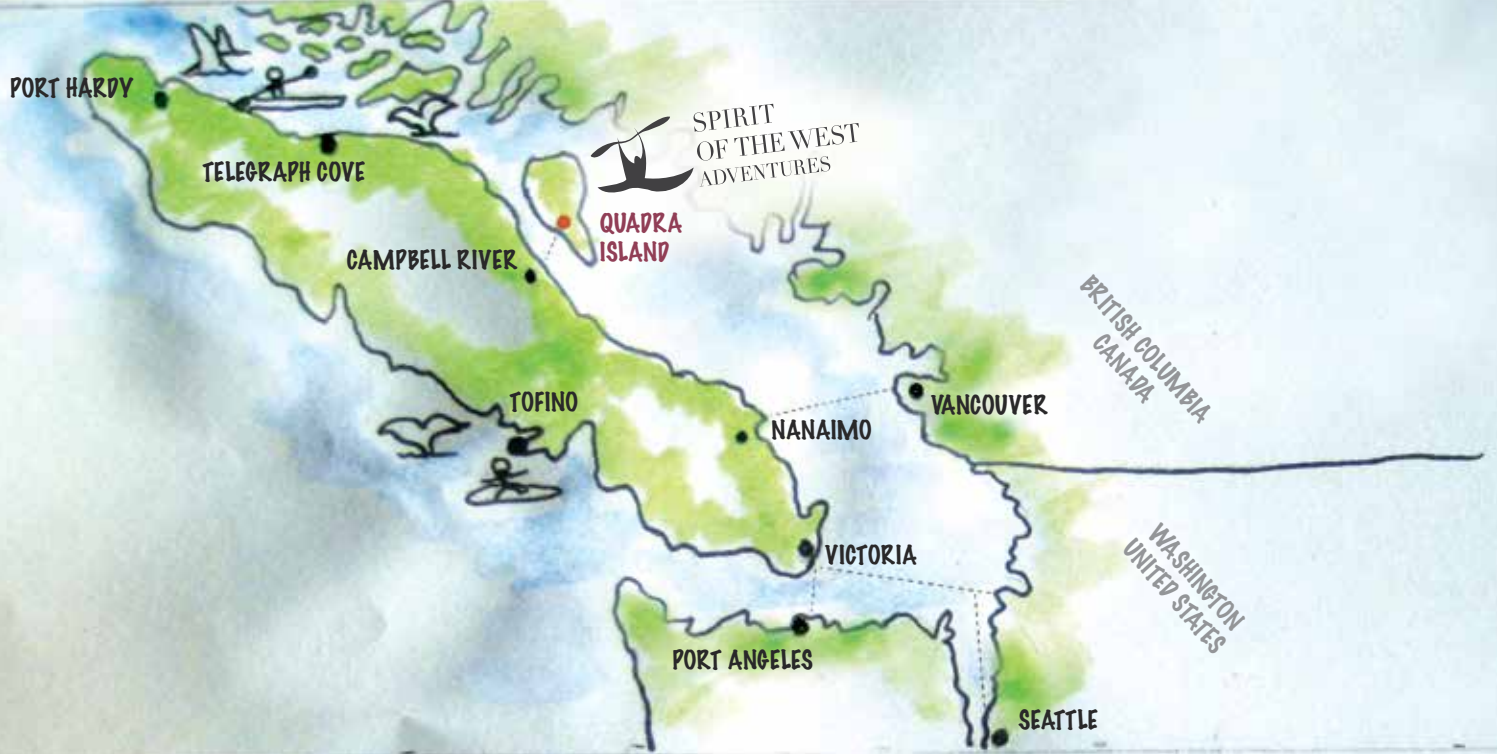 PORT HARDY
SPIRIT
OF THE WEST
ADVENTURES
TELEGRAPH COVE
QUADRA
ISLAND
CAMPBELL RIVER
BRITISH COLUMBIA
CANADA
TOFINO
VANCOUVER
NANAIMO
WASHINGTON
UNITED STATES
VICTORIA
PORT ANGELES
SEATTLE